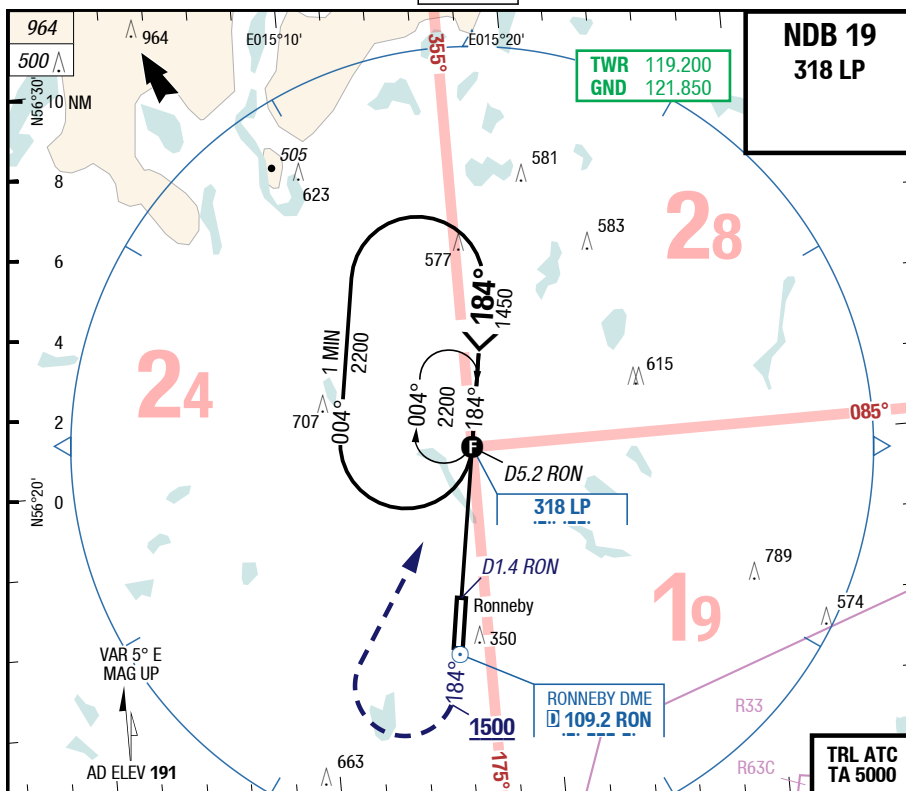 964
500
964
E015°10'
355°
E015°20'
TWR 119.200
GND 121.850
NDB 19
318 LP
N56°30'
10 NM
8
6
4
2
0
N56°20'
505
623
581
583
577
28
184°
1450
1 MIN
2200
004°
24
707
004°
2200
184°
615
085°
F
D5.2 RON
318 LP
D1.4 RON
Ronneby
350
789
574
19
VAR 5° E
MAG UP
184°
1500
RONNEBY DME
D 109.2 RON
R33
175°
R63C
AD ELEV 191
663
TRL ATC
TA 5000